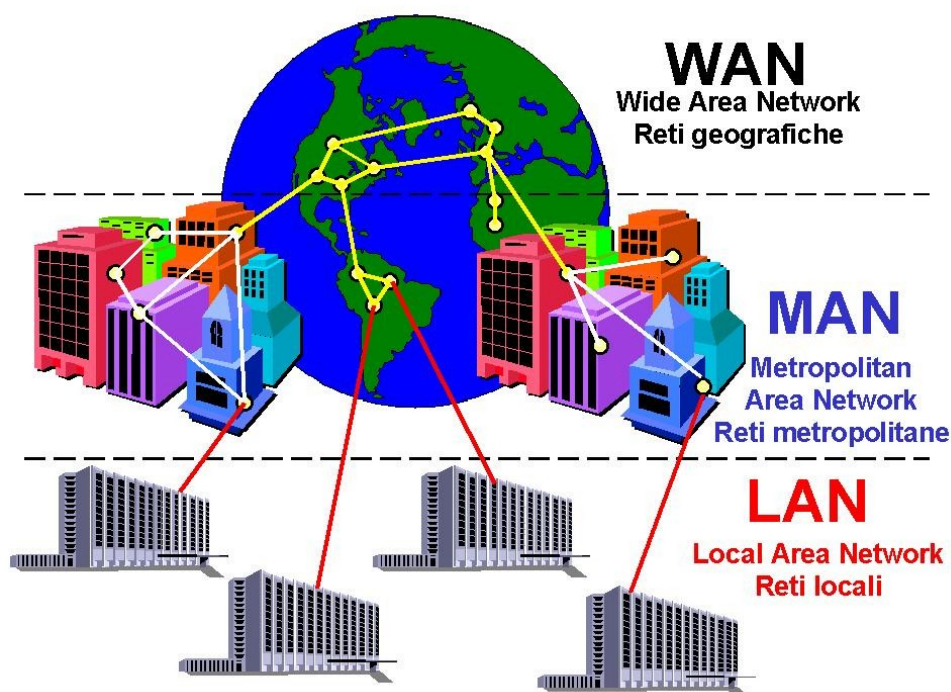 WAN
Wide Area Network
Reti geografiche
MAN
Metropolitan
Area Network
Reti metropolitane
LAN
Local Area Network
Reti locali